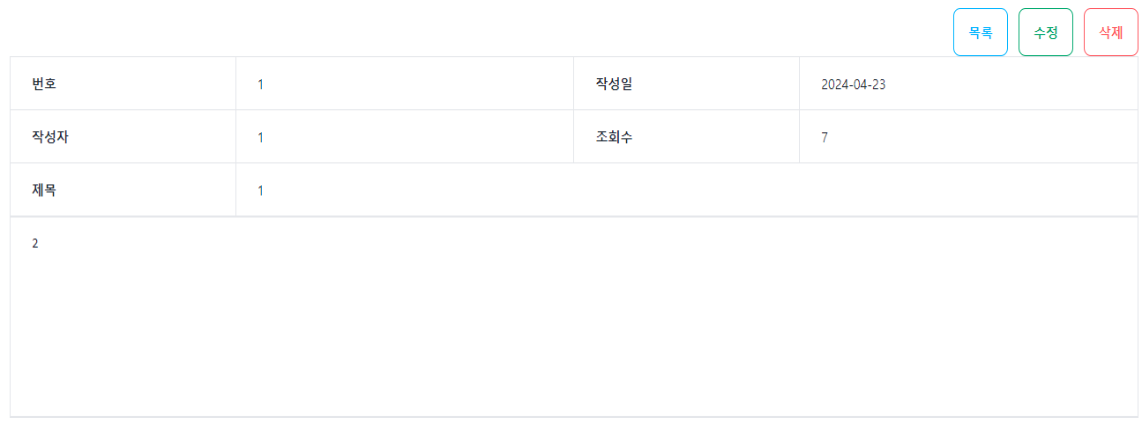 목록 수정 삭제
번호 1 작성일 2024-04-23
작성자 1 조회수 7
제목 1
2